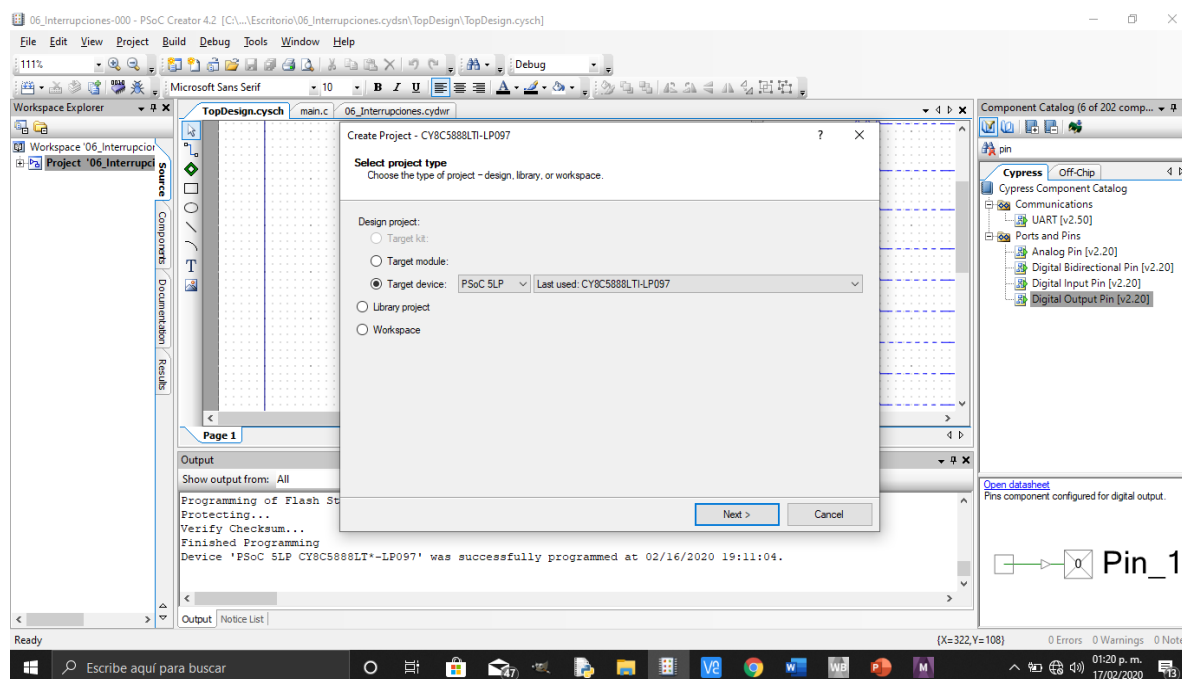 06_Interrupciones-000 - PSoC Creator 4.2 [C:\...\Escritorio\06_Interrupciones.cydsn\TopDesign\TopDesign.cysch]
File Edit View Project Build Debug Tools Window Help
111% Debug
Microsoft Sans Serif 10 B I U A
Workspace Explorer
Workspace '06_Interrupcion
Project '06_Interrupci
Source
Components
Documentation
Results
TopDesign.cysch main.c 06_Interrupciones.cydwr
T
Page 1
Create Project - CY8C5888LTI-LP097 ? X
Select project type
Choose the type of project - design, library, or workspace.
Design project:
Target kit:
Target module:
Target device: PSoC 5LP Last used: CY8C5888LTI-LP097
Library project
Workspace
Next > Cancel
Output
Show output from: All
Programming of Flash St
Protecting...
Verify Checksum...
Finished Programming
Device 'PSoC 5LP CY8C5888LT*-LP097' was successfully programmed at 02/16/2020 19:11:04.
Output Notice List
Component Catalog (6 of 202 comp...
pin
Cypress Off-Chip
Cypress Component Catalog
Communications
UART [v2.50]
Ports and Pins
Analog Pin [v2.20]
Digital Bidirectional Pin [v2.20]
Digital Input Pin [v2.20]
Digital Output Pin [v2.20]
Open datasheet
Pins component configured for digital output.
0 Pin_1
Ready {X=322,Y=108} 0 Errors 0 Warnings 0 Note
Escribe aquí para buscar 47 V2 W WB P M 01:20 p. m.
17/02/2020 13